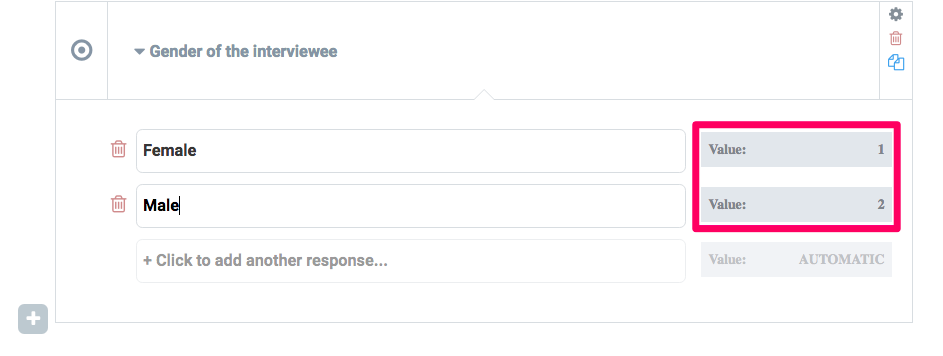 Gender of the interviewee
Female Value: 1
Male Value: 2
+ Click to add another response... Value: AUTOMATIC